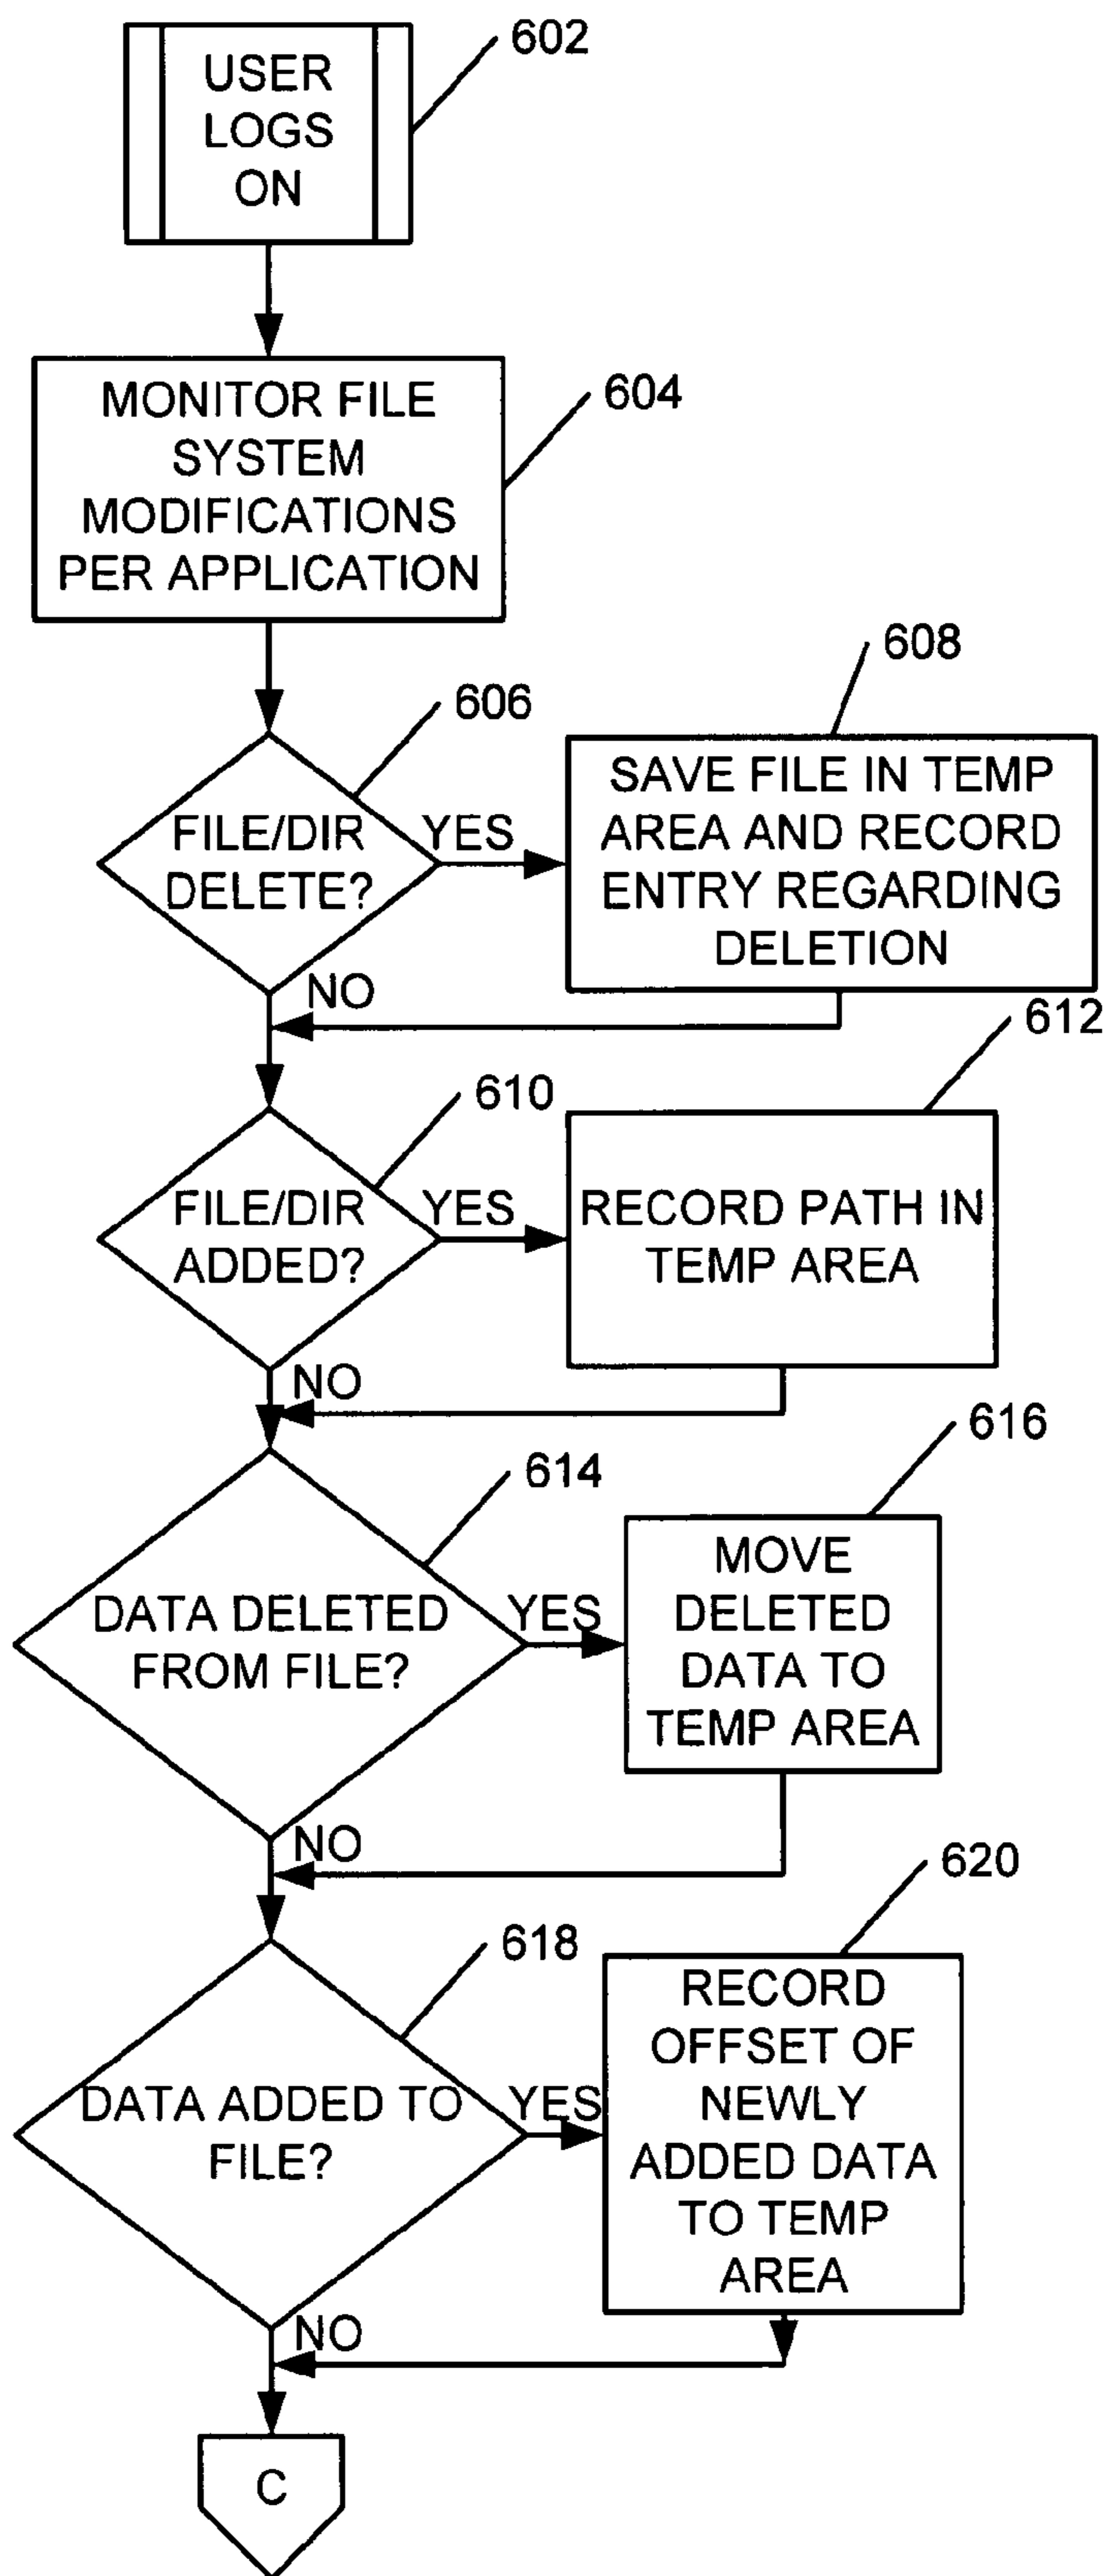 602
USER
LOGS
ON
604
MONITOR FILE
SYSTEM
MODIFICATIONS
PER APPLICATION
606
FILE/DIR
DELETE?
YES
NO
608
SAVE FILE IN TEMP
AREA AND RECORD
ENTRY REGARDING
DELETION
610
FILE/DIR
ADDED?
YES
NO
612
RECORD PATH IN
TEMP AREA
614
DATA DELETED
FROM FILE?
YES
NO
616
MOVE
DELETED
DATA TO
TEMP AREA
618
DATA ADDED TO
FILE?
YES
NO
620
RECORD
OFFSET OF
NEWLY
ADDED DATA
TO TEMP
AREA
C